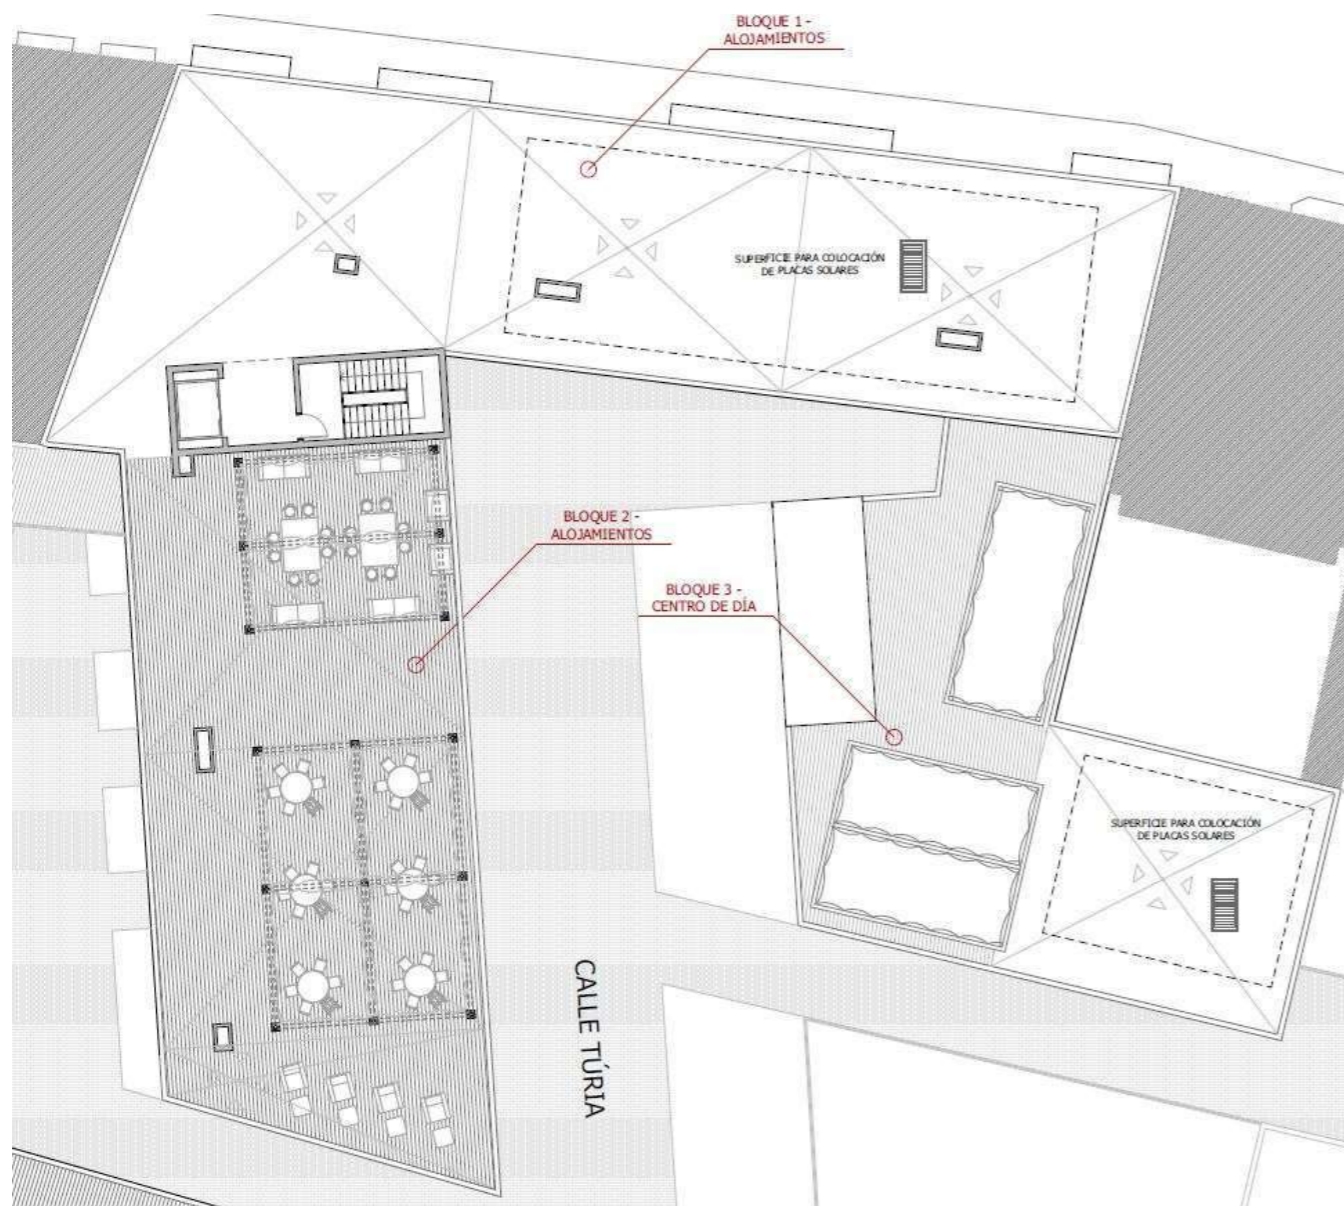 BLOQUE 1 -
ALOJAMIENTOS
SUPERFICIE PARA COLOCACIÓN
DE PLACAS SOLARES
BLOQUE 2 -
ALOJAMIENTOS
BLOQUE 3 -
CENTRO DE DÍA
SUPERFICIE PARA COLOCACIÓN
DE PLACAS SOLARES
CALLE TÚRIA